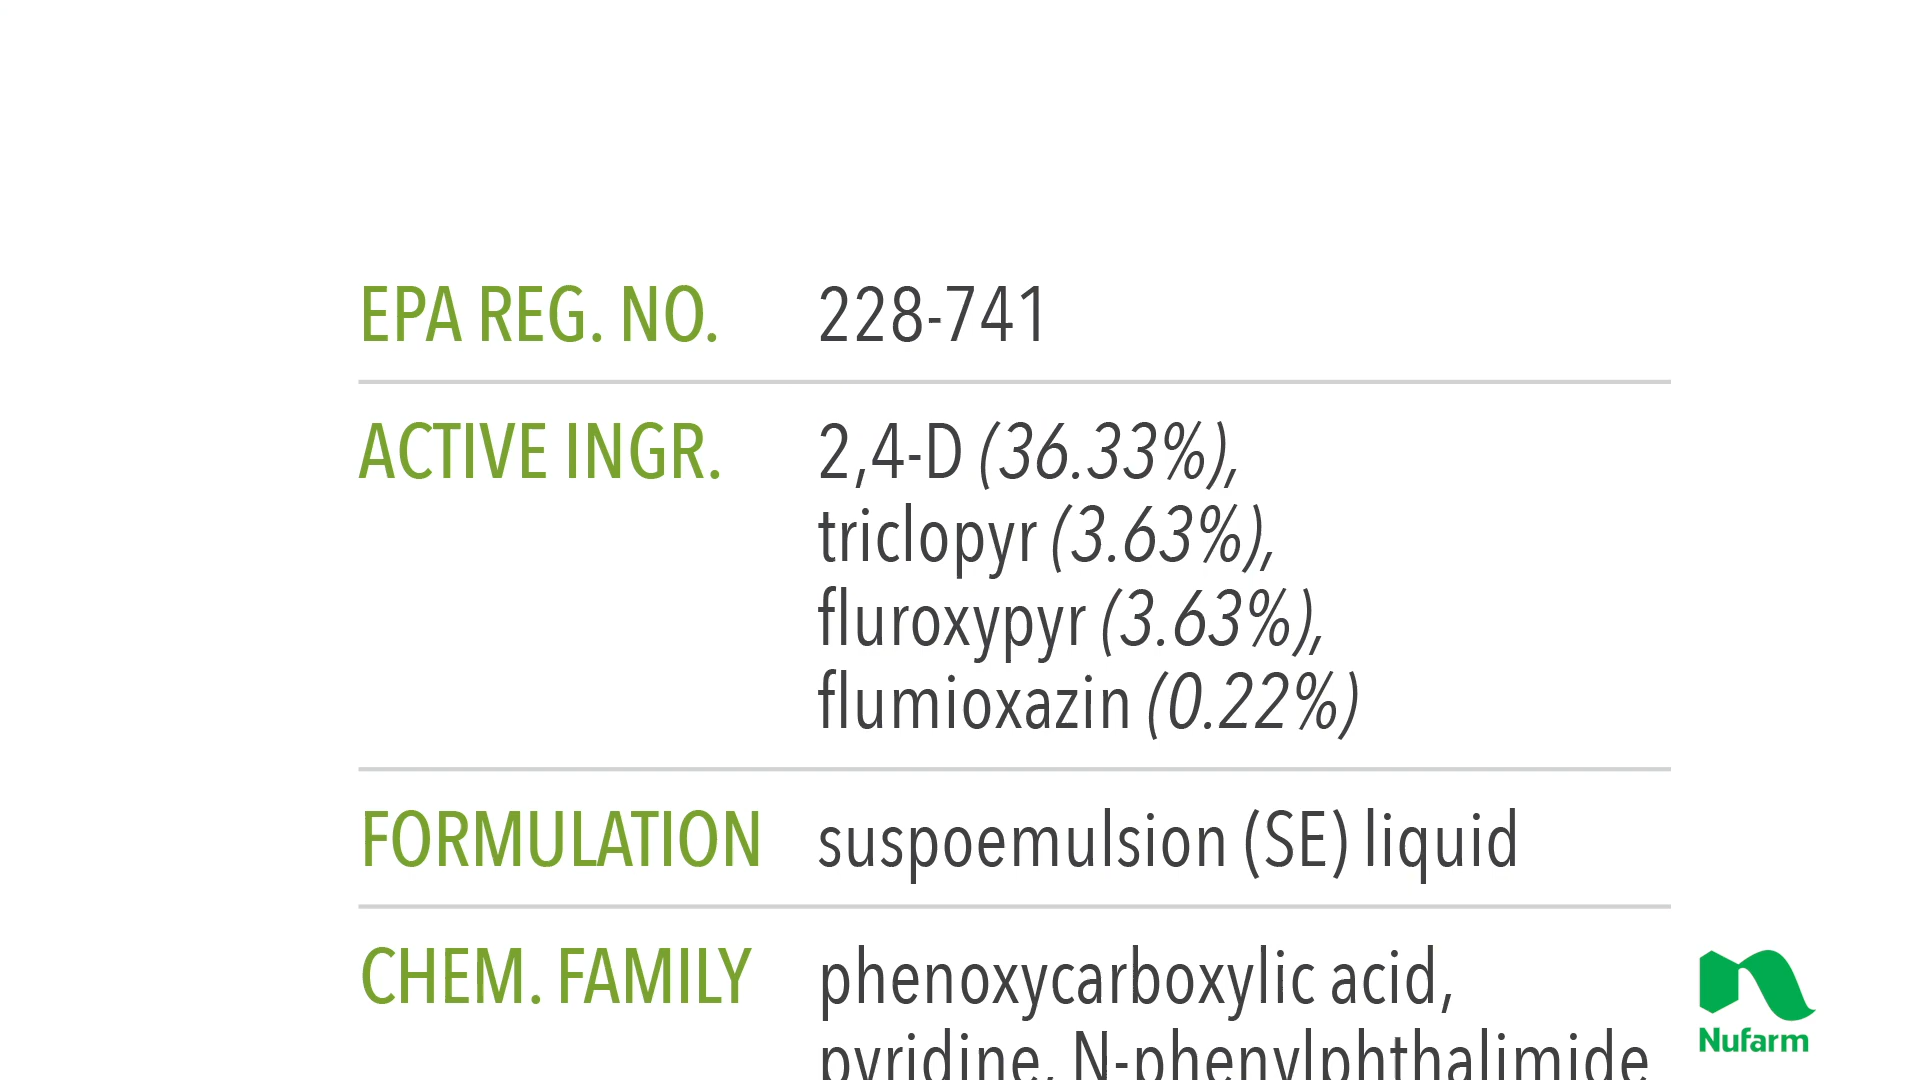 EPA REG. NO. 228-741
ACTIVE INGR. 2,4-D (36.33%),
triclopyr (3.63%),
fluroxypyr (3.63%),
flumioxazin (0.22%)
FORMULATION suspoemulsion (SE) liquid
CHEM. FAMILY phenoxycarboxylic acid,
pyridine, N-phenylphthalimide
Nufarm